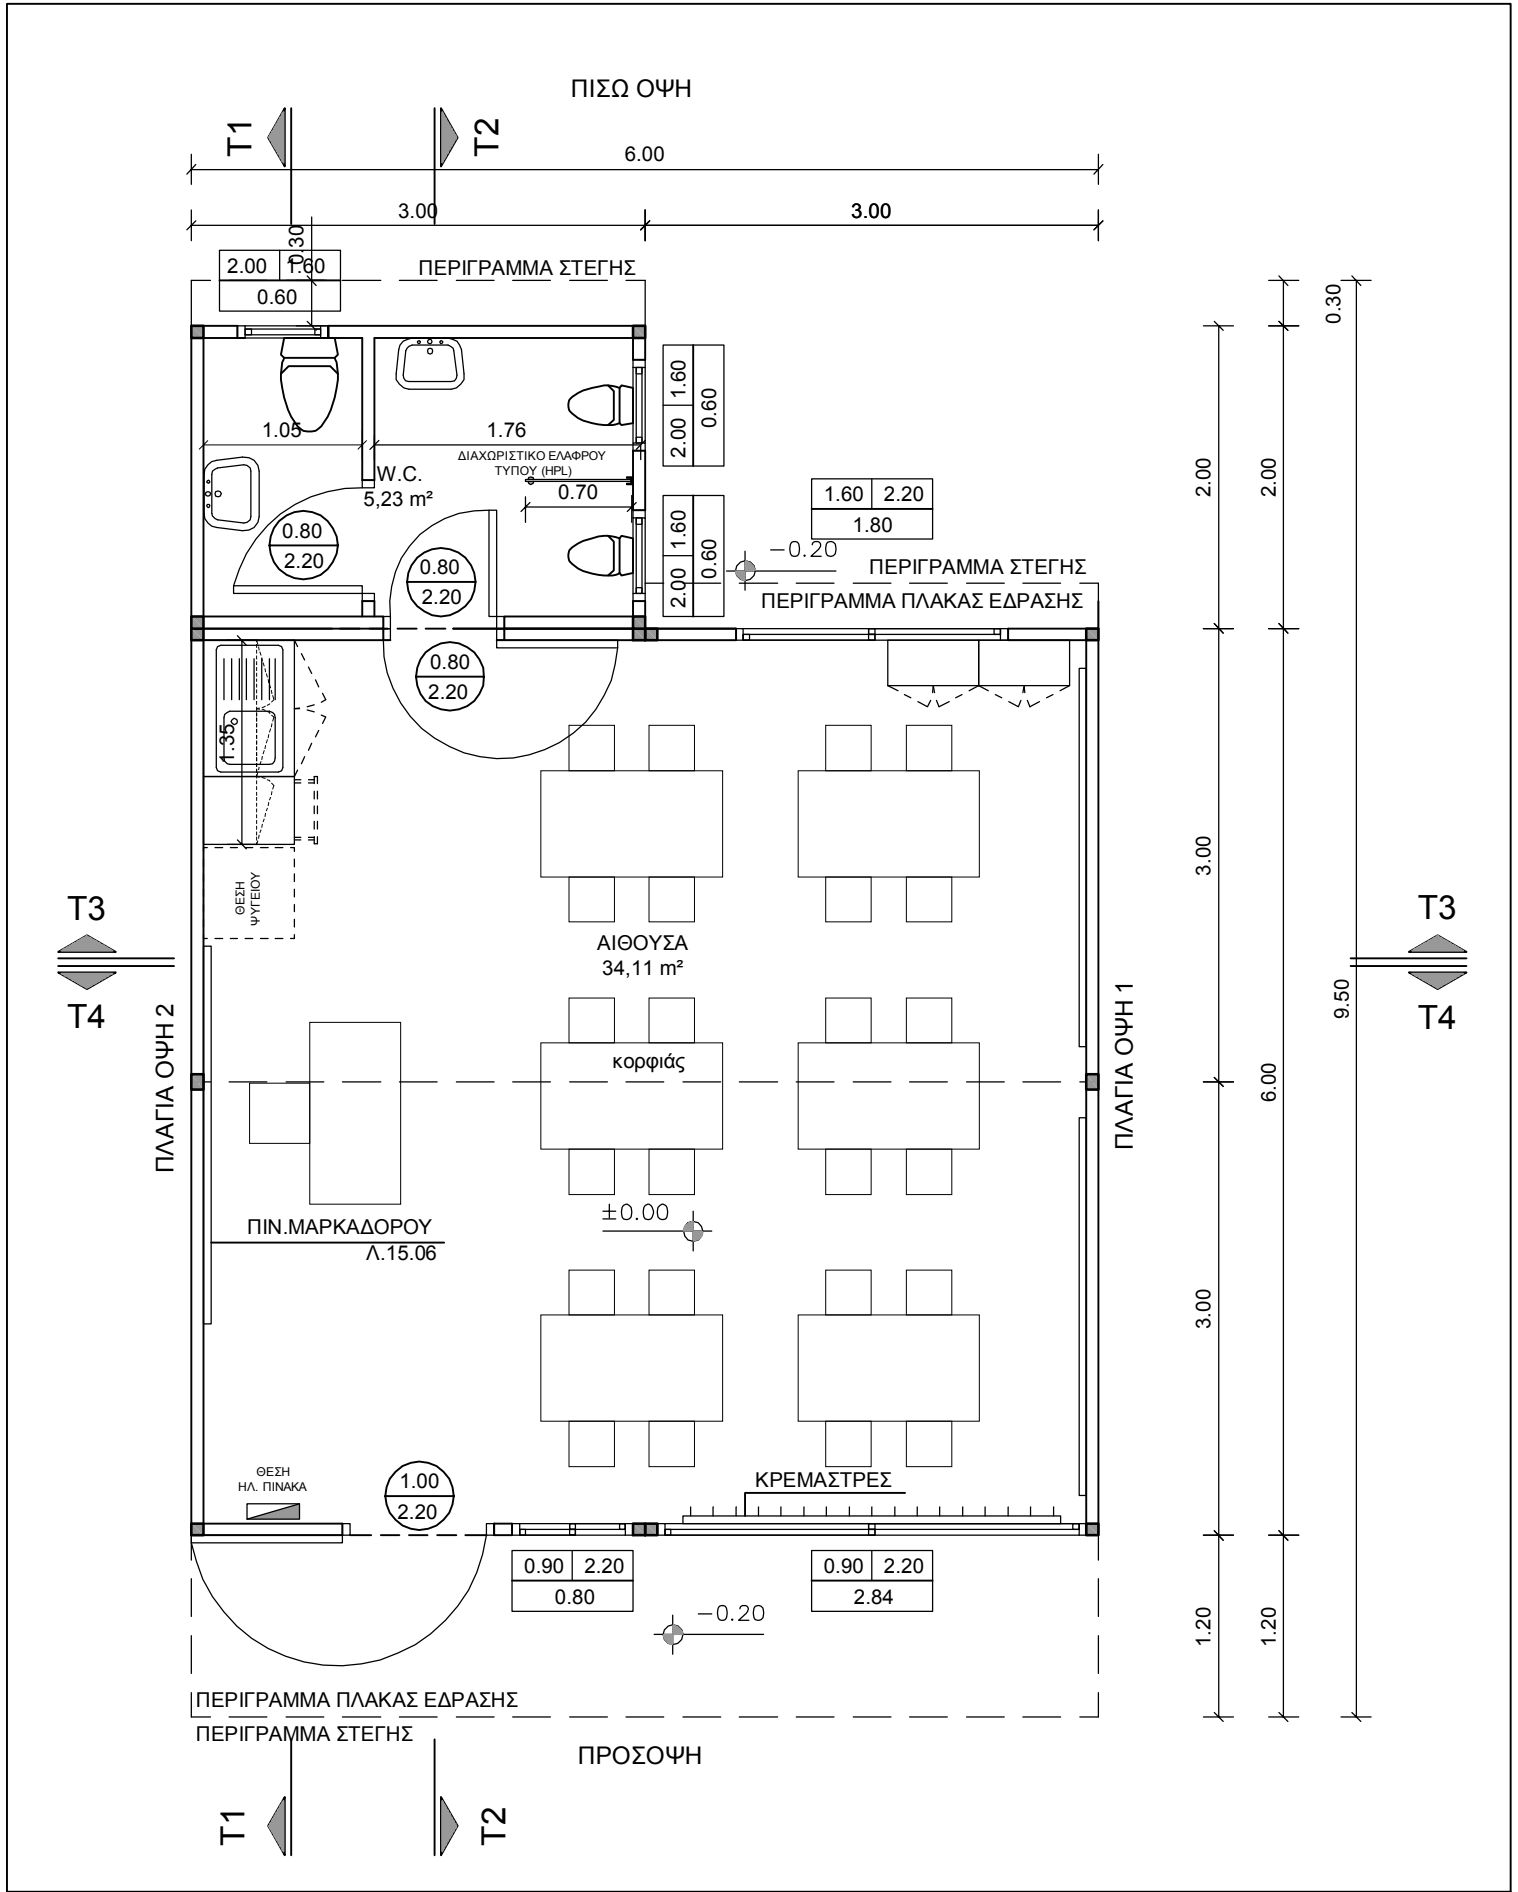 ΠΙΣΩ ΟΨΗ
T1
T2
6.00
3.00
3.00
0.30
2.00 1.60
0.60
ΠΕΡΙΓΡΑΜΜΑ ΣΤΕΓΗΣ
0.30
1.05
1.76
ΔΙΑΧΩΡΙΣΤΙΚΟ ΕΛΑΦΡΟΥ
ΤΥΠΟΥ (HPL)
W.C.
5,23 m²
0.70
2.00 1.60
0.60
2.00 1.60
0.60
1.60 2.20
1.80
2.00
2.00
0.80
2.20
0.80
2.20
-0.20
ΠΕΡΙΓΡΑΜΜΑ ΣΤΕΓΗΣ
ΠΕΡΙΓΡΑΜΜΑ ΠΛΑΚΑΣ ΕΔΡΑΣΗΣ
0.80
2.20
1.35
3.00
ΘΕΣΗ
ΨΥΓΕΙΟΥ
T3
T4
ΑΙΘΟΥΣΑ
34,11 m²
T3
T4
9.50
ΠΛΑΓΙΑ ΟΨΗ 2
ΠΛΑΓΙΑ ΟΨΗ 1
κορφιάς
6.00
±0.00
ΠΙΝ.ΜΑΡΚΑΔΟΡΟΥ
Λ.15.06
3.00
ΘΕΣΗ
ΗΛ. ΠΙΝΑΚΑ
1.00
2.20
ΚΡΕΜΑΣΤΡΕΣ
0.90 2.20
0.80
0.90 2.20
2.84
-0.20
1.20
1.20
ΠΕΡΙΓΡΑΜΜΑ ΠΛΑΚΑΣ ΕΔΡΑΣΗΣ
ΠΕΡΙΓΡΑΜΜΑ ΣΤΕΓΗΣ
ΠΡΟΣΟΨΗ
T1
T2